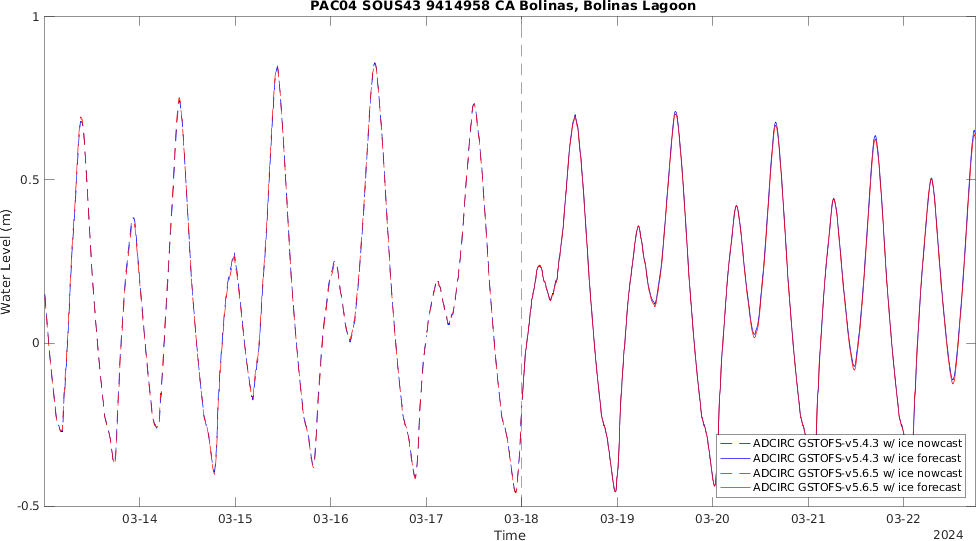 PAC04 SOUS43 9414958 CA Bolinas, Bolinas Lagoon
1
0.5
0
-0.5
Water Level (m)
ADCIRC GSTOFS-v5.4.3 w/ ice nowcast
ADCIRC GSTOFS-v5.4.3 w/ ice forecast
ADCIRC GSTOFS-v5.6.5 w/ ice nowcast
ADCIRC GSTOFS-v5.6.5 w/ ice forecast
03-14 03-15 03-16 03-17 03-18 03-19 03-20 03-21 03-22
Time
2024